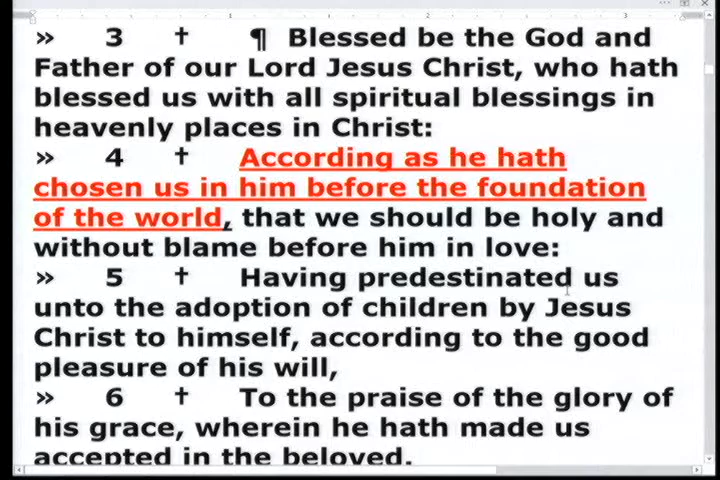 » 3 † ¶ Blessed be the God and
Father of our Lord Jesus Christ, who hath
blessed us with all spiritual blessings in
heavenly places in Christ:
» 4 † According as he hath
chosen us in him before the foundation
of the world, that we should be holy and
without blame before him in love:
» 5 † Having predestinated us
unto the adoption of children by Jesus
Christ to himself, according to the good
pleasure of his will,
» 6 † To the praise of the glory of
his grace, wherein he hath made us
accepted in the beloved.